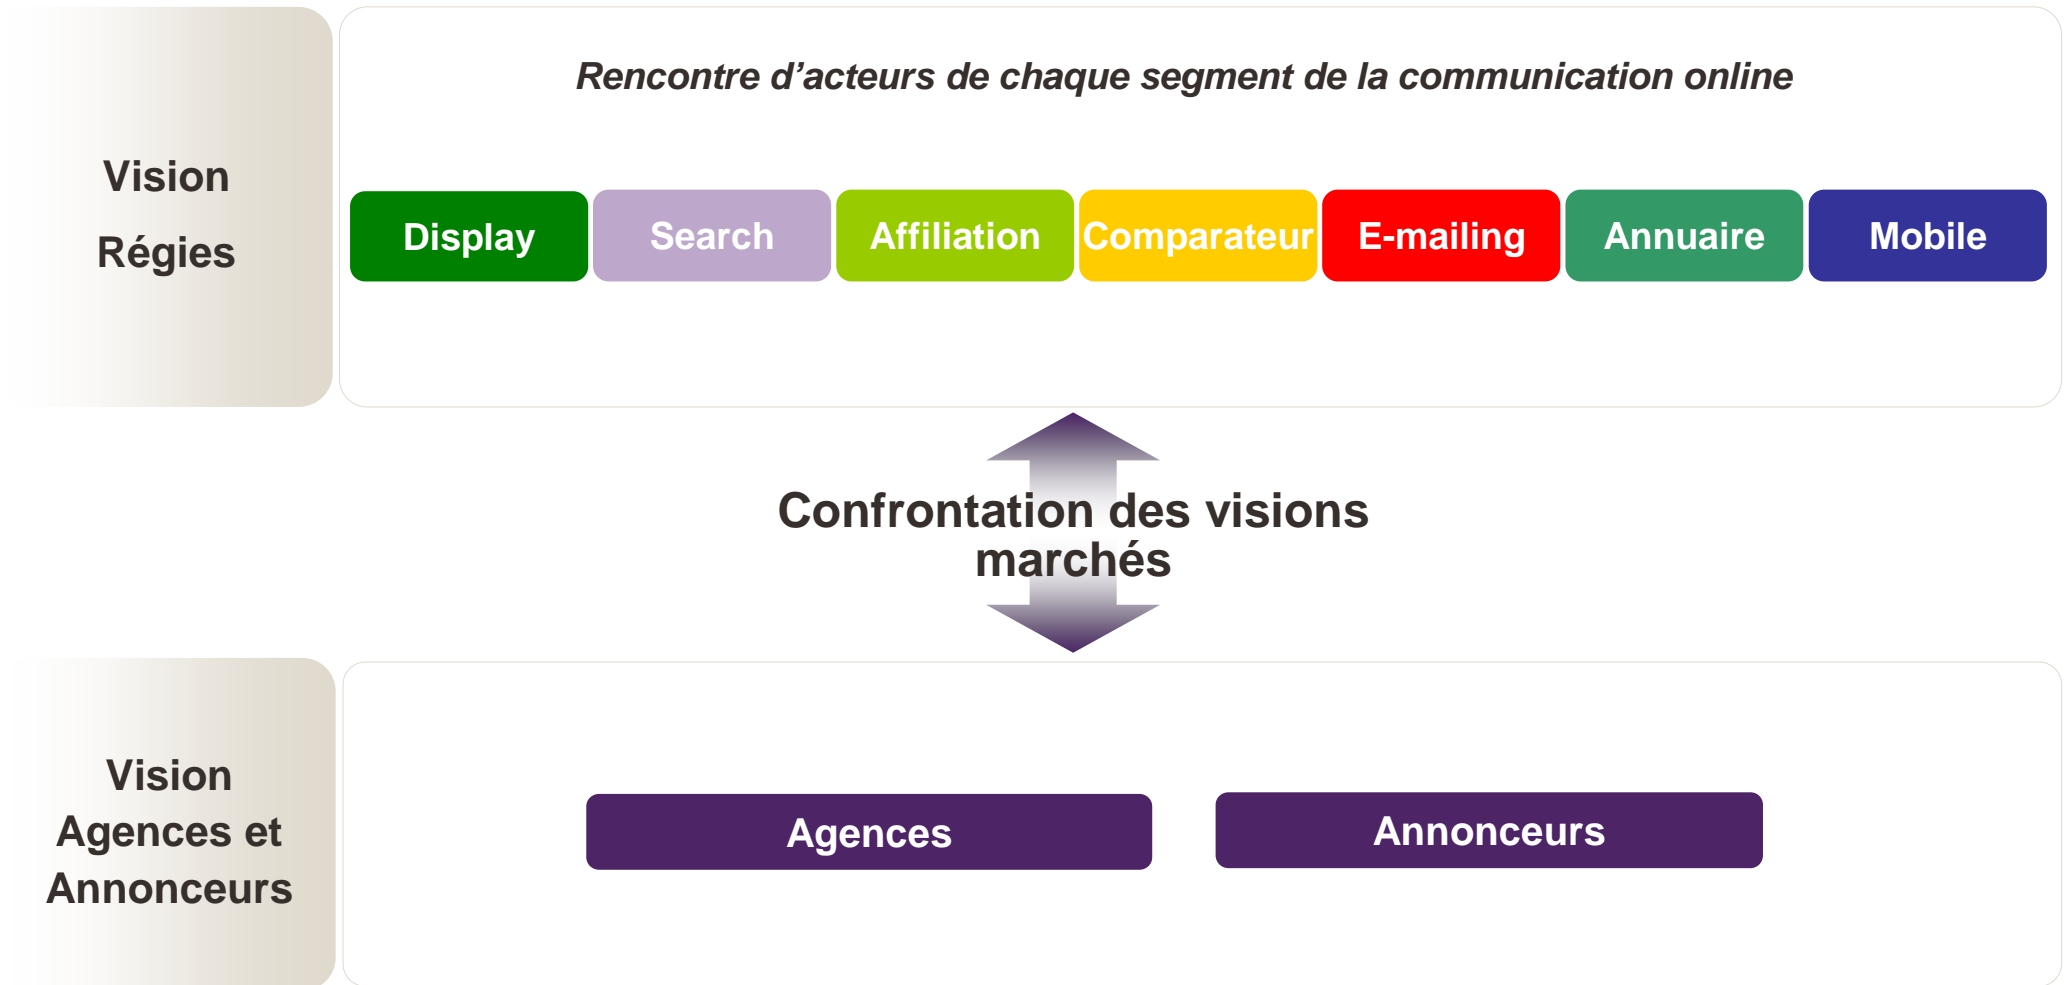 Rencontre d’acteurs de chaque segment de la communication online
Vision
Régies
Display
Search
Affiliation
Comparateur
E-mailing
Annuaire
Mobile
Confrontation des visions
marchés
Vision
Agences et
Annonceurs
Agences
Annonceurs